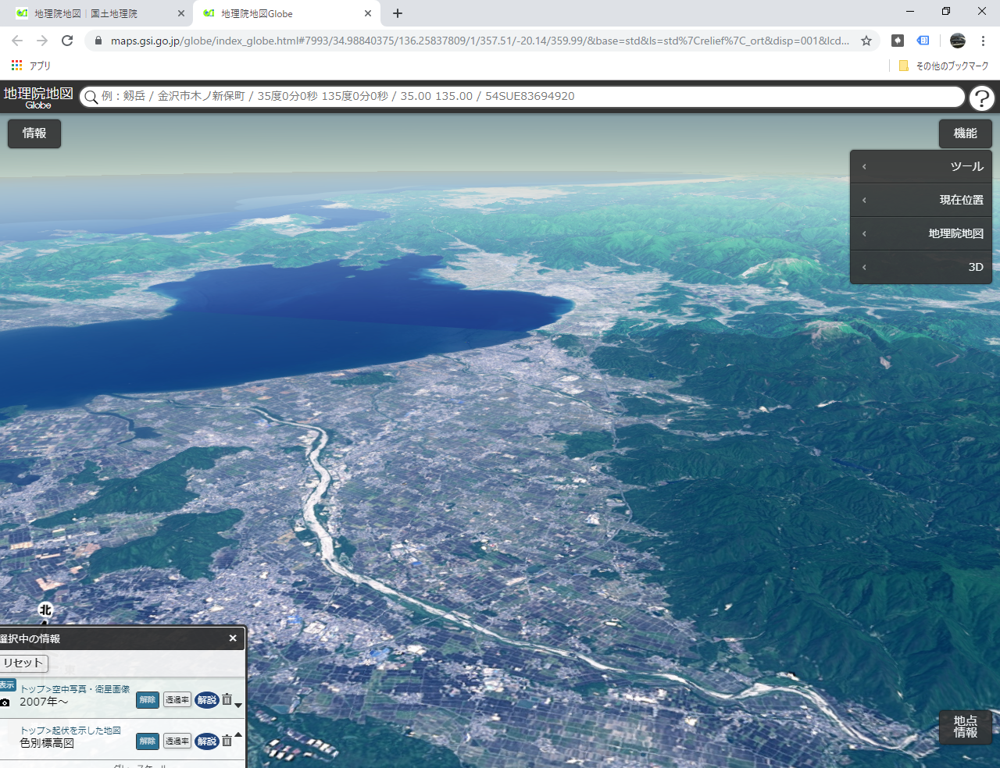 地理院地図 | 国土地理院
地理院地図Globe
maps.gsi.go.jp/globe/index_globe.html#7993/34.98840375/136.25837809/1/357.51/-20.14/359.99/&base=std&ls=std%7Crelief%7C_ort&disp=001&lcd...
アプリ
その他のブックマーク
地理院地図
Globe
例：剱岳 / 金沢市木ノ新保町 / 35度0分0秒 135度0分0秒 / 35.00 135.00 / 54SUE83694920
?
情報
機能
ツール
現在位置
地理院地図
3D
北
選択中の情報
リセット
表示
トップ>空中写真・衛星画像
2007年～
解除
透過率
解説
トップ>起伏を示した地図
色別標高図
解除
透過率
解説
地点
情報